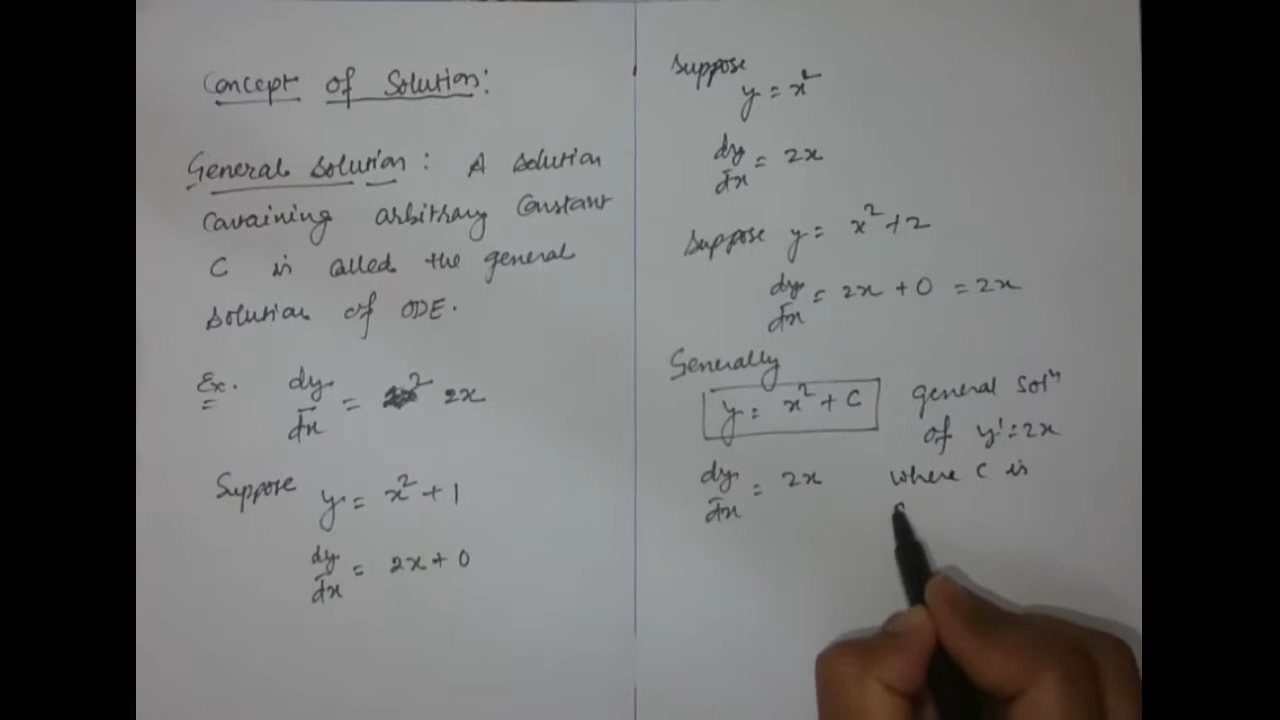 Concept of Solution:
General Solution: A solution
Cavaining arbitrary Constant
C is called the general
solution of ODE.
Ex. dy/dx = 2x
Suppose y = x² + 1
dy/dx = 2x + 0
Suppose
y = x²
dy/dx = 2x
Suppose y = x² + 2
dy/dx = 2x + 0 = 2x
Generally
y = x² + C general solⁿ
of y' = 2x
dy/dx = 2x where C is